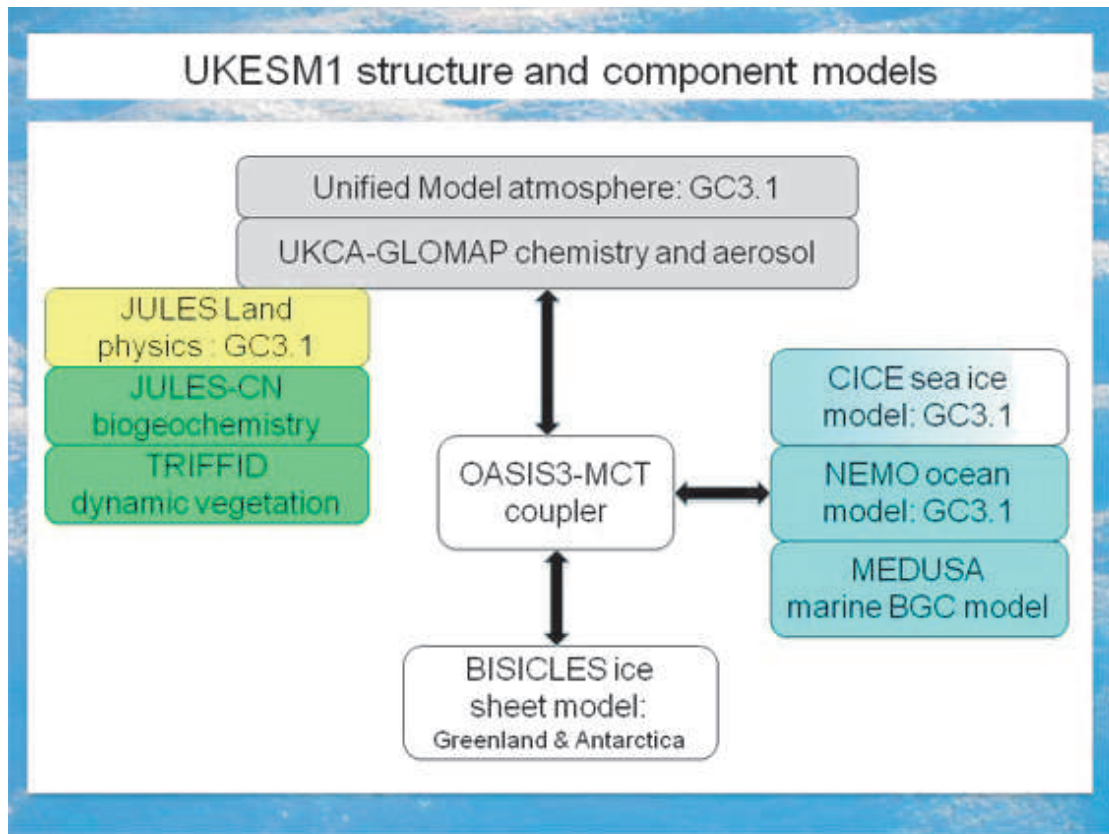 UKESM1 structure and component models
Unified Model atmosphere: GC3.1
UKCA-GLOMAP chemistry and aerosol
JULES Land
physics : GC3.1
JULES-CN
biogeochemistry
TRIFFID
dynamic vegetation
OASIS3-MCT
coupler
CICE sea ice
model: GC3.1
NEMO ocean
model: GC3.1
MEDUSA
marine BGC model
BISICLES ice
sheet model:
Greenland & Antarctica